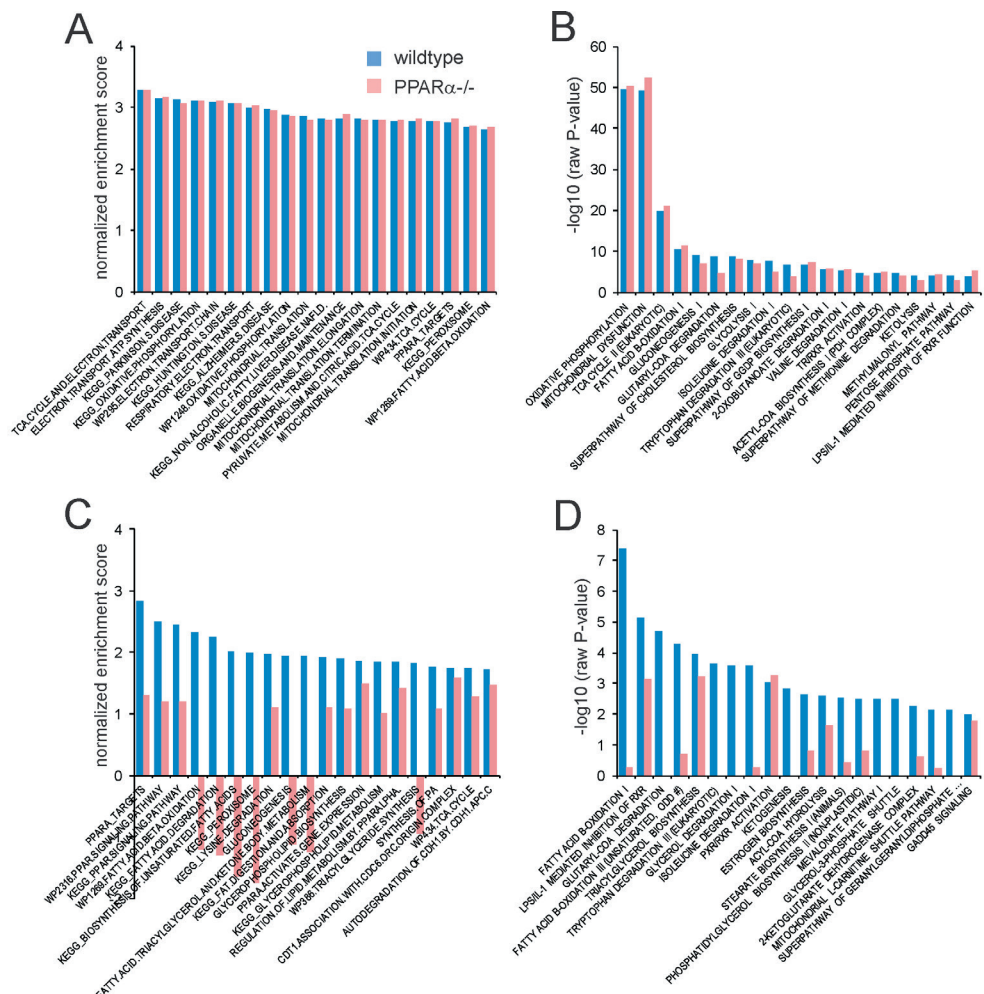 A
normalized enrichment score
4
3
2
1
0
wildtype
PPARα-/-
TCA.CYCLE.AND.ELECTRON.TRANSPORT
ELECTRON.TRANSPORT.ATP.SYNTHESIS
KEGG_PARKINSON.S.DISEASE
KEGG_OXIDATIVE.PHOSPHORYLATION
WP295.ELECTRON.TRANSPORT.CHAIN
KEGG_HUNTINGTON.S.DISEASE
RESPIRATORY.ELECTRON.TRANSPORT
KEGG_ALZHEIMER.S.DISEASE
WP1248.OXIDATIVE.PHOSPHORYLATION
MITOCHONDRIAL.TRANSLATION
KEGG_NON.ALCOHOLIC.FATTY.LIVER.DISEASE.NAFLD.
ORGANELLE.BIOGENESIS.AND.MAINTENANCE
MITOCHONDRIAL.TRANSLATION.ELONGATION
MITOCHONDRIAL.TRANSLATION.TERMINATION
PYRUVATE.METABOLISM.AND.CITRIC.ACID.TCA.CYCLE
MITOCHONDRIAL.TRANSLATION.INITIATION
WP434.TCA.CYCLE
PPARA_TARGETS
KEGG_PEROXISOME
WP1269.FATTY.ACID.BETA.OXIDATION
B
-log10 (raw P-value)
60
50
40
30
20
10
0
OXIDATIVE PHOSPHORYLATION
MITOCHONDRIAL DYSFUNCTION
TCA CYCLE II (EUKARYOTIC)
FATTY ACID Β-OXIDATION I
GLUCONEOGENESIS I
GLUTARYL-COA DEGRADATION
SUPERPATHWAY OF CHOLESTEROL BIOSYNTHESIS
GLYCOLYSIS I
ISOLEUCINE DEGRADATION I
TRYPTOPHAN DEGRADATION III (EUKARYOTIC)
SUPERPATHWAY OF GGDP BIOSYNTHESIS I
2-OXOBUTANOATE DEGRADATION I
VALINE DEGRADATION I
TR/RXR ACTIVATION
ACETYL-COA BIOSYNTHESIS I (PDH COMPLEX)
SUPERPATHWAY OF METHIONINE DEGRADATION
KETOLYSIS
METHYLMALONYL PATHWAY
PENTOSE PHOSPHATE PATHWAY
LPS/IL-1 MEDIATED INHIBITION OF RXR FUNCTION
C
normalized enrichment score
4
3
2
1
0
PPARA_TARGETS
WP2316.PPAR.SIGNALING.PATHWAY
KEGG_PPAR.SIGNALING.PATHWAY
WP1269.FATTY.ACID.BETA.OXIDATION
KEGG_FATTY.ACID.DEGRADATION
KEGG_BIOSYNTHESIS.OF.UNSATURATED.FATTY.ACIDS
KEGG_PEROXISOME
KEGG_LYSINE.DEGRADATION
GLUCONEOGENESIS
FATTY.ACID.TRIACYLGLYCEROL.AND.KETONE.BODY.METABOLISM
KEGG_FAT.DIGESTION.AND.ABSORPTION
GLYCEROPHOSPHOLIPID.BIOSYNTHESIS
PPARA.ACTIVATES.GENE.EXPRESSION
KEGG_GLYCEROPHOSPHOLIPID.METABOLISM
REGULATION.OF.LIPID.METABOLISM.BY.PPARALPHA.
WP386.TRIACYLGLYCERIDE.SYNTHESIS
SYNTHESIS.OF.PA
CDT1.ASSOCIATION.WITH.CDC6.ORC.ORIGIN.COMPLEX
WP434.TCA.CYCLE
AUTODEGRADATION.OF.CDH1.BY.CDH1.APCC
D
-log10 (raw P-value)
8
7
6
5
4
3
2
1
0
FATTY ACID Β-OXIDATION I
LPS/IL-1 MEDIATED INHIBITION OF RXR
GLUTARYL-COA DEGRADATION
FATTY ACID Β-OXIDATION III (UNSATURATED, ODD #)
TRIACYLGLYCEROL BIOSYNTHESIS
TRYPTOPHAN DEGRADATION III (EUKARYOTIC)
GLYCEROL DEGRADATION I
ISOLEUCINE DEGRADATION I
PXR/RXR ACTIVATION
KETOGENESIS
ESTROGEN BIOSYNTHESIS
STEARATE BIOSYNTHESIS I (ANIMALS)
ACYL-COA HYDROLYSIS
PHOSPHATIDYLGLYCEROL BIOSYNTHESIS II (NONPLASTIDIC)
MEVALONATE PATHWAY I
GLYCEROL-3-PHOSPHATE SHUTTLE
2-KETOGLUTARATE DEHYDROGENASE COMPLEX
MITOCHONDRIAL L-CARNITINE SHUTTLE PATHWAY
SUPERPATHWAY OF GERANYLGERANYLDIPHOSPHATE ...
GADD45 SIGNALING